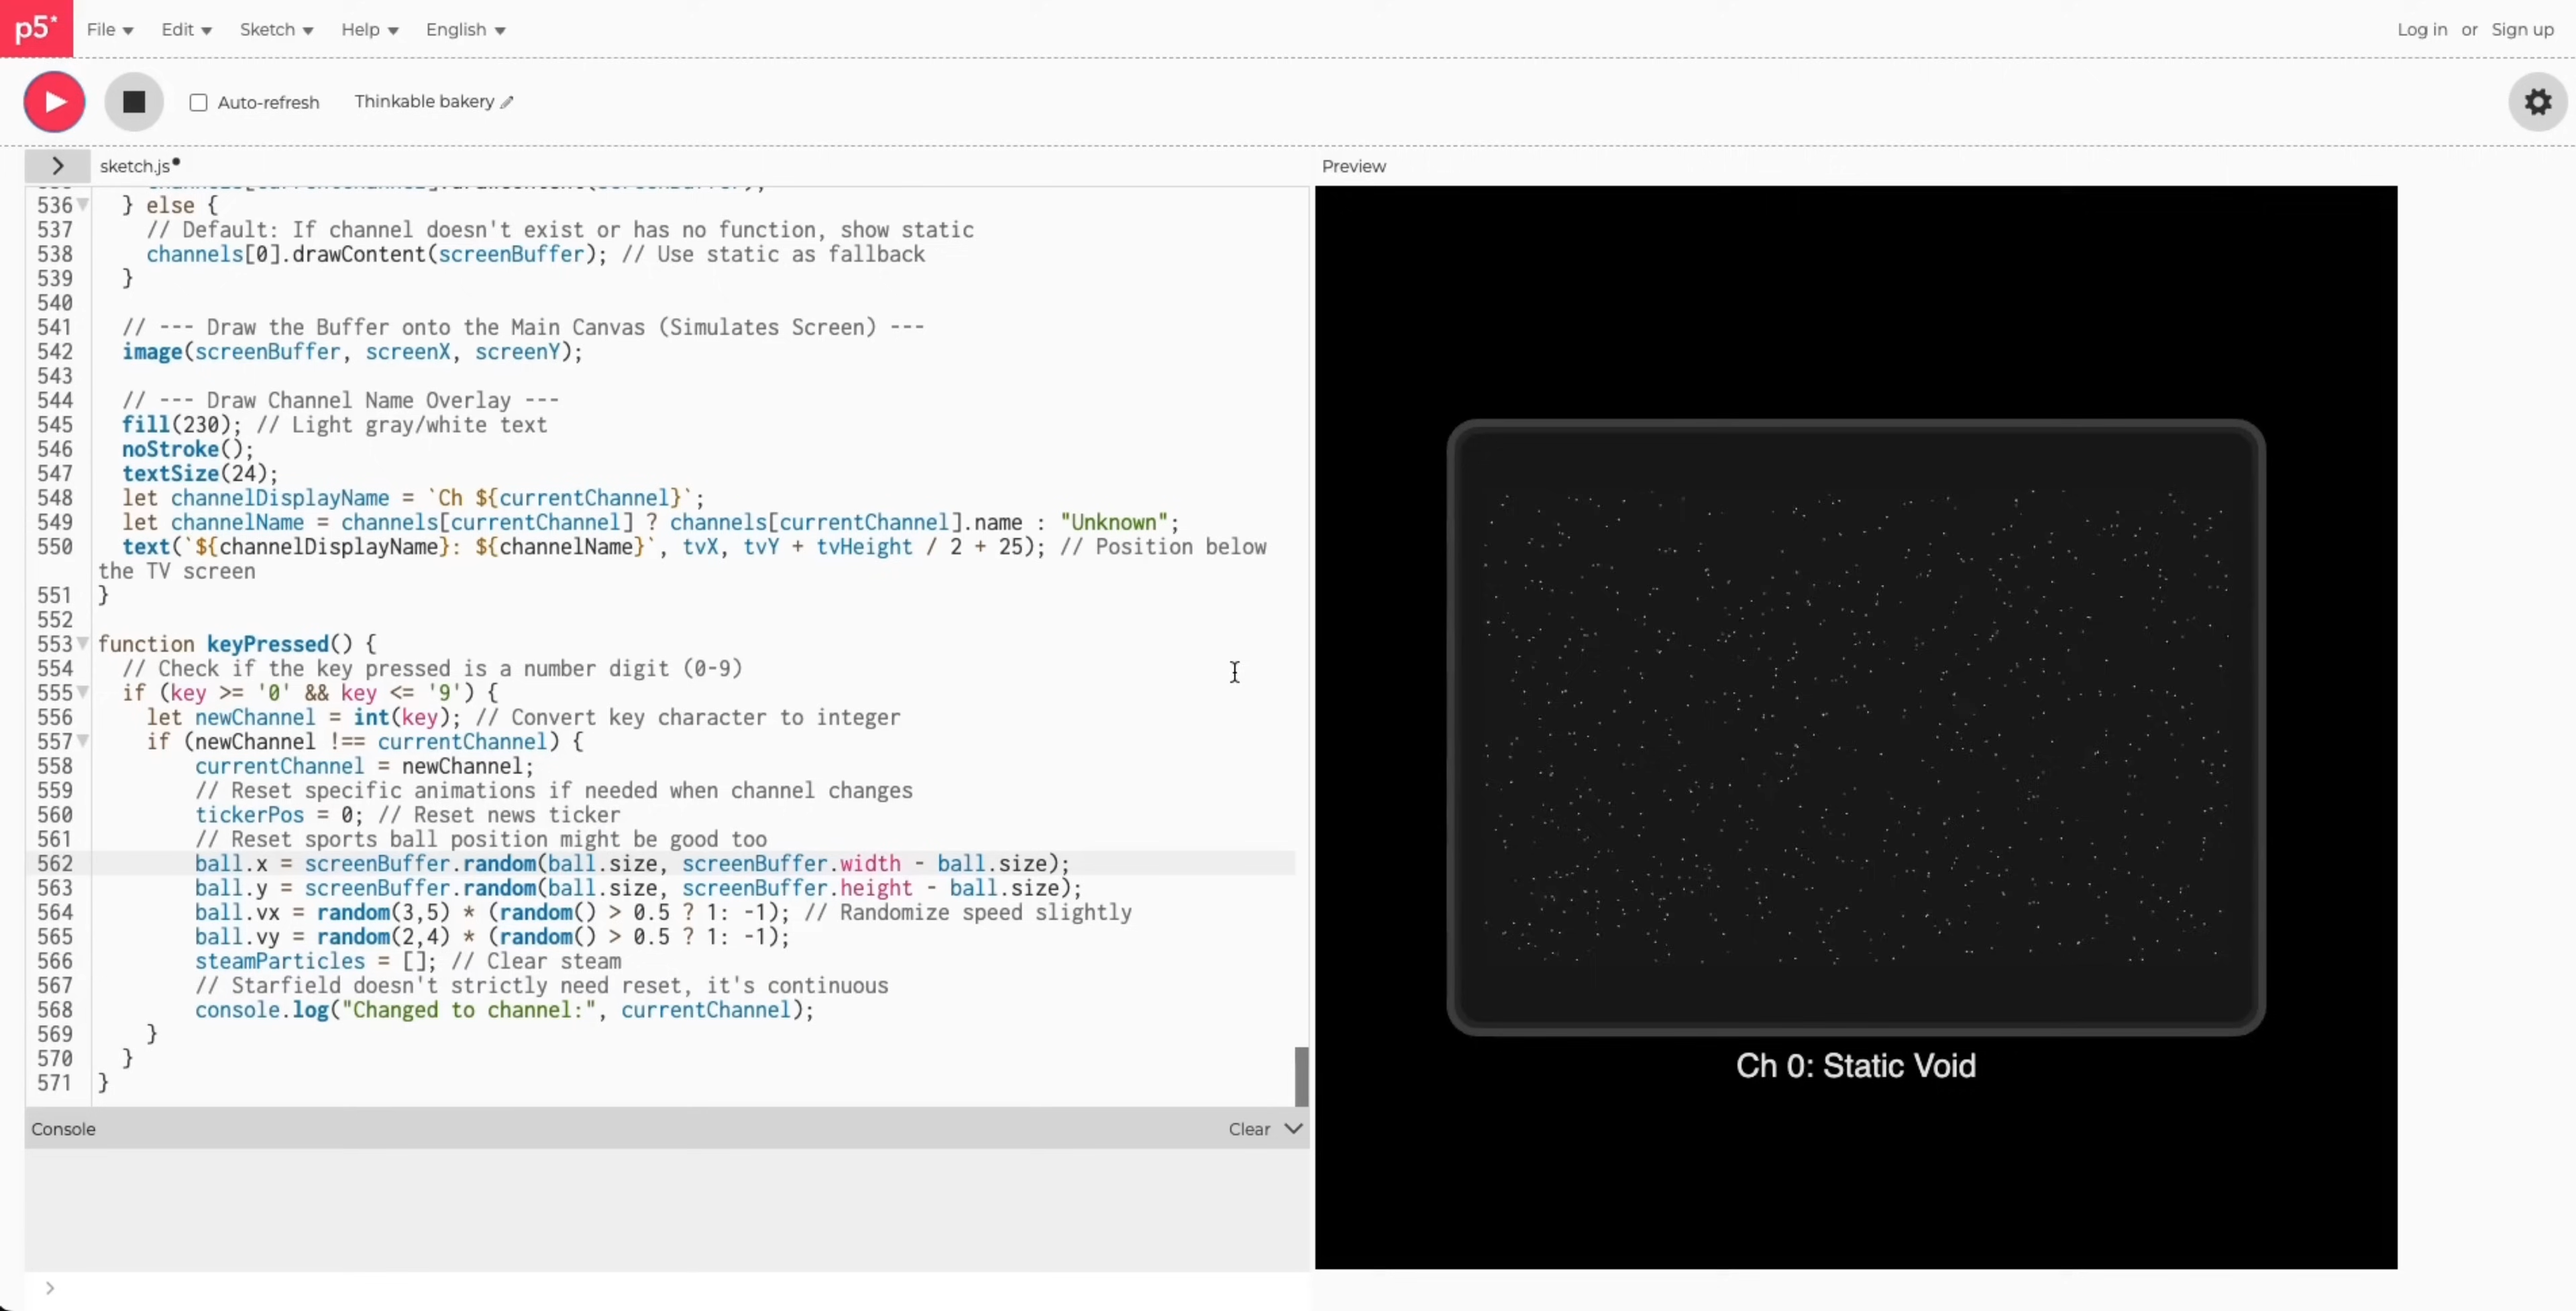 p5*
File Edit Sketch Help English
Log in or Sign up
Auto-refresh Thinkable bakery
sketch.js
Preview
536 } else {
537 // Default: If channel doesn't exist or has no function, show static
538 channels[0].drawContent(screenBuffer); // Use static as fallback
539 }
540
541 // --- Draw the Buffer onto the Main Canvas (Simulates Screen) ---
542 image(screenBuffer, screenX, screenY);
543
544 // --- Draw Channel Name Overlay ---
545 fill(230); // Light gray/white text
546 noStroke();
547 textSize(24);
548 let channelDisplayName = `Ch ${currentChannel}`;
549 let channelName = channels[currentChannel] ? channels[currentChannel].name : "Unknown";
550 text(`${channelDisplayName}: ${channelName}`, tvX, tvY + tvHeight / 2 + 25); // Position below
the TV screen
551 }
552
553 function keyPressed() {
554 // Check if the key pressed is a number digit (0-9)
555 if (key >= '0' && key <= '9') {
556 let newChannel = int(key); // Convert key character to integer
557 if (newChannel !== currentChannel) {
558 currentChannel = newChannel;
559 // Reset specific animations if needed when channel changes
560 tickerPos = 0; // Reset news ticker
561 // Reset sports ball position might be good too
562 ball.x = screenBuffer.random(ball.size, screenBuffer.width - ball.size);
563 ball.y = screenBuffer.random(ball.size, screenBuffer.height - ball.size);
564 ball.vx = random(3,5) * (random() > 0.5 ? 1: -1); // Randomize speed slightly
565 ball.vy = random(2,4) * (random() > 0.5 ? 1: -1);
566 steamParticles = []; // Clear steam
567 // Starfield doesn't strictly need reset, it's continuous
568 console.log("Changed to channel:", currentChannel);
569 }
570 }
571 }
Console
Clear
Ch 0: Static Void